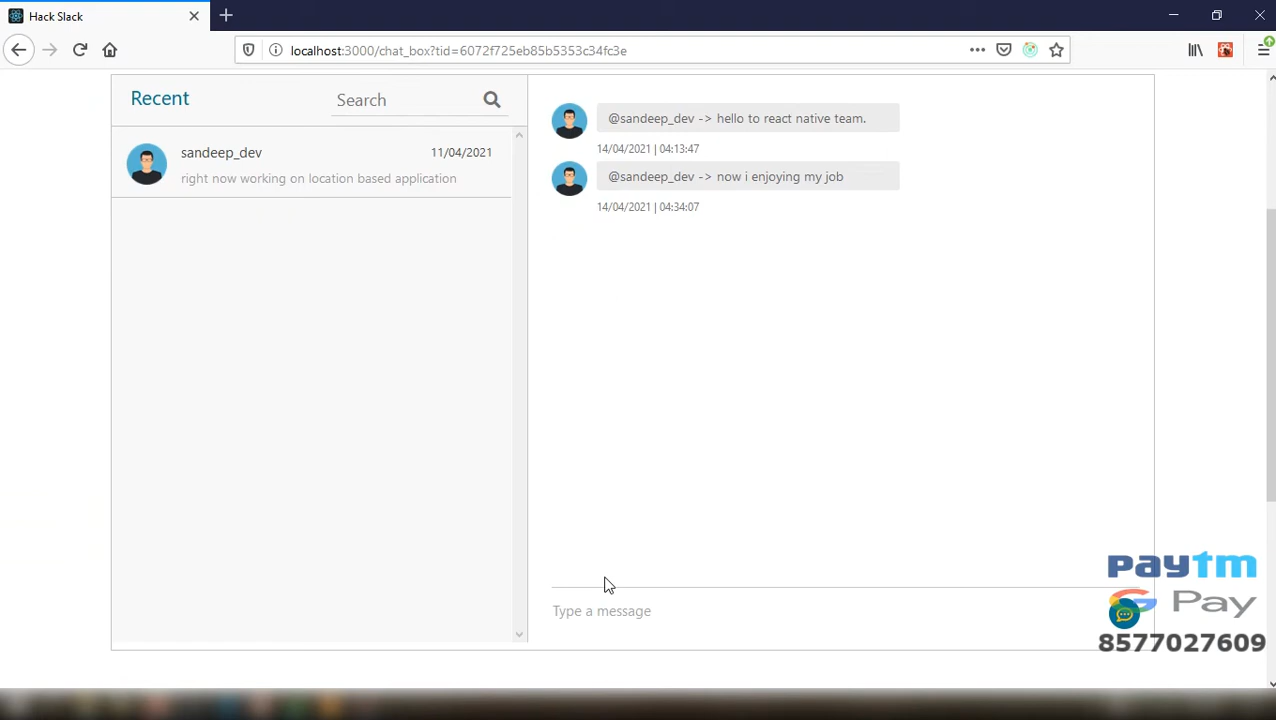 Hack Slack
localhost:3000/chat_box?tid=6072f725eb85b5353c34fc3e
Recent
Search
sandeep_dev
11/04/2021
right now working on location based application
@sandeep_dev -> hello to react native team.
14/04/2021 | 04:13:47
@sandeep_dev -> now i enjoying my job
14/04/2021 | 04:34:07
Type a message
paytm
G Pay
8577027609